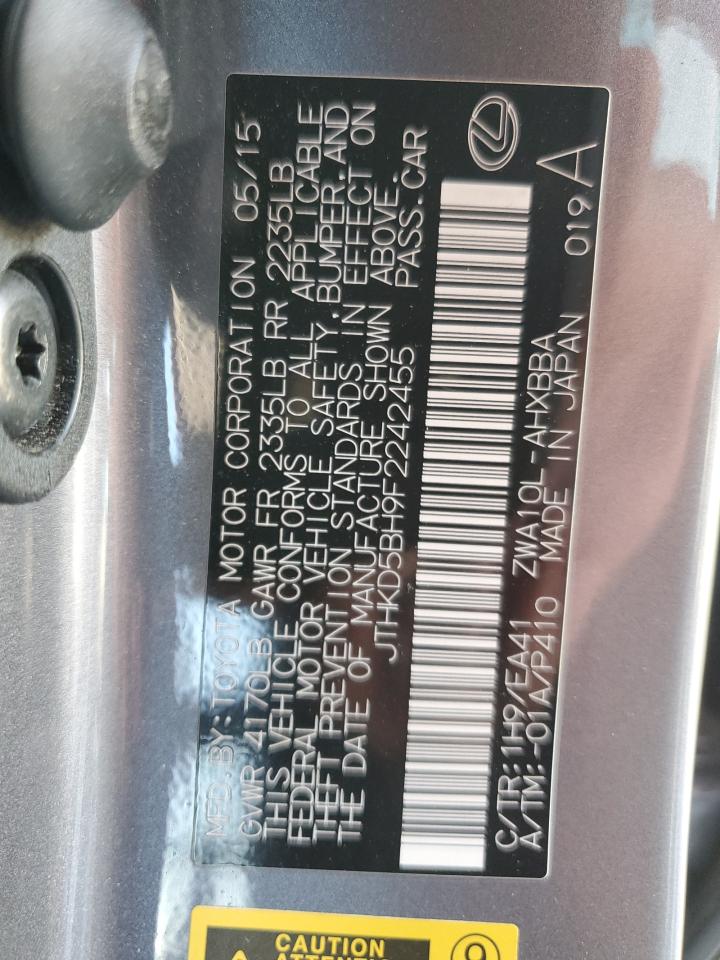 MFD.BY:TOYOTA MOTOR CORPORATION 05/15
GVWR 4170LB GAWR FR 2335LB RR 2235LB
THIS VEHICLE CONFORMS TO ALL APPLICABLE
FEDERAL MOTOR VEHICLE SAFETY,BUMPER,AND
THEFT PREVENTION STANDARDS IN EFFECT ON
THE DATE OF MANUFACTURE SHOWN ABOVE.
JTHKD5BH9F2242455 PASS.CAR
C/TR:1H9/EA41 ZWA10L-AHXBBA
A/TM:-01A/P410 MADE IN JAPAN 019A
CAUTION